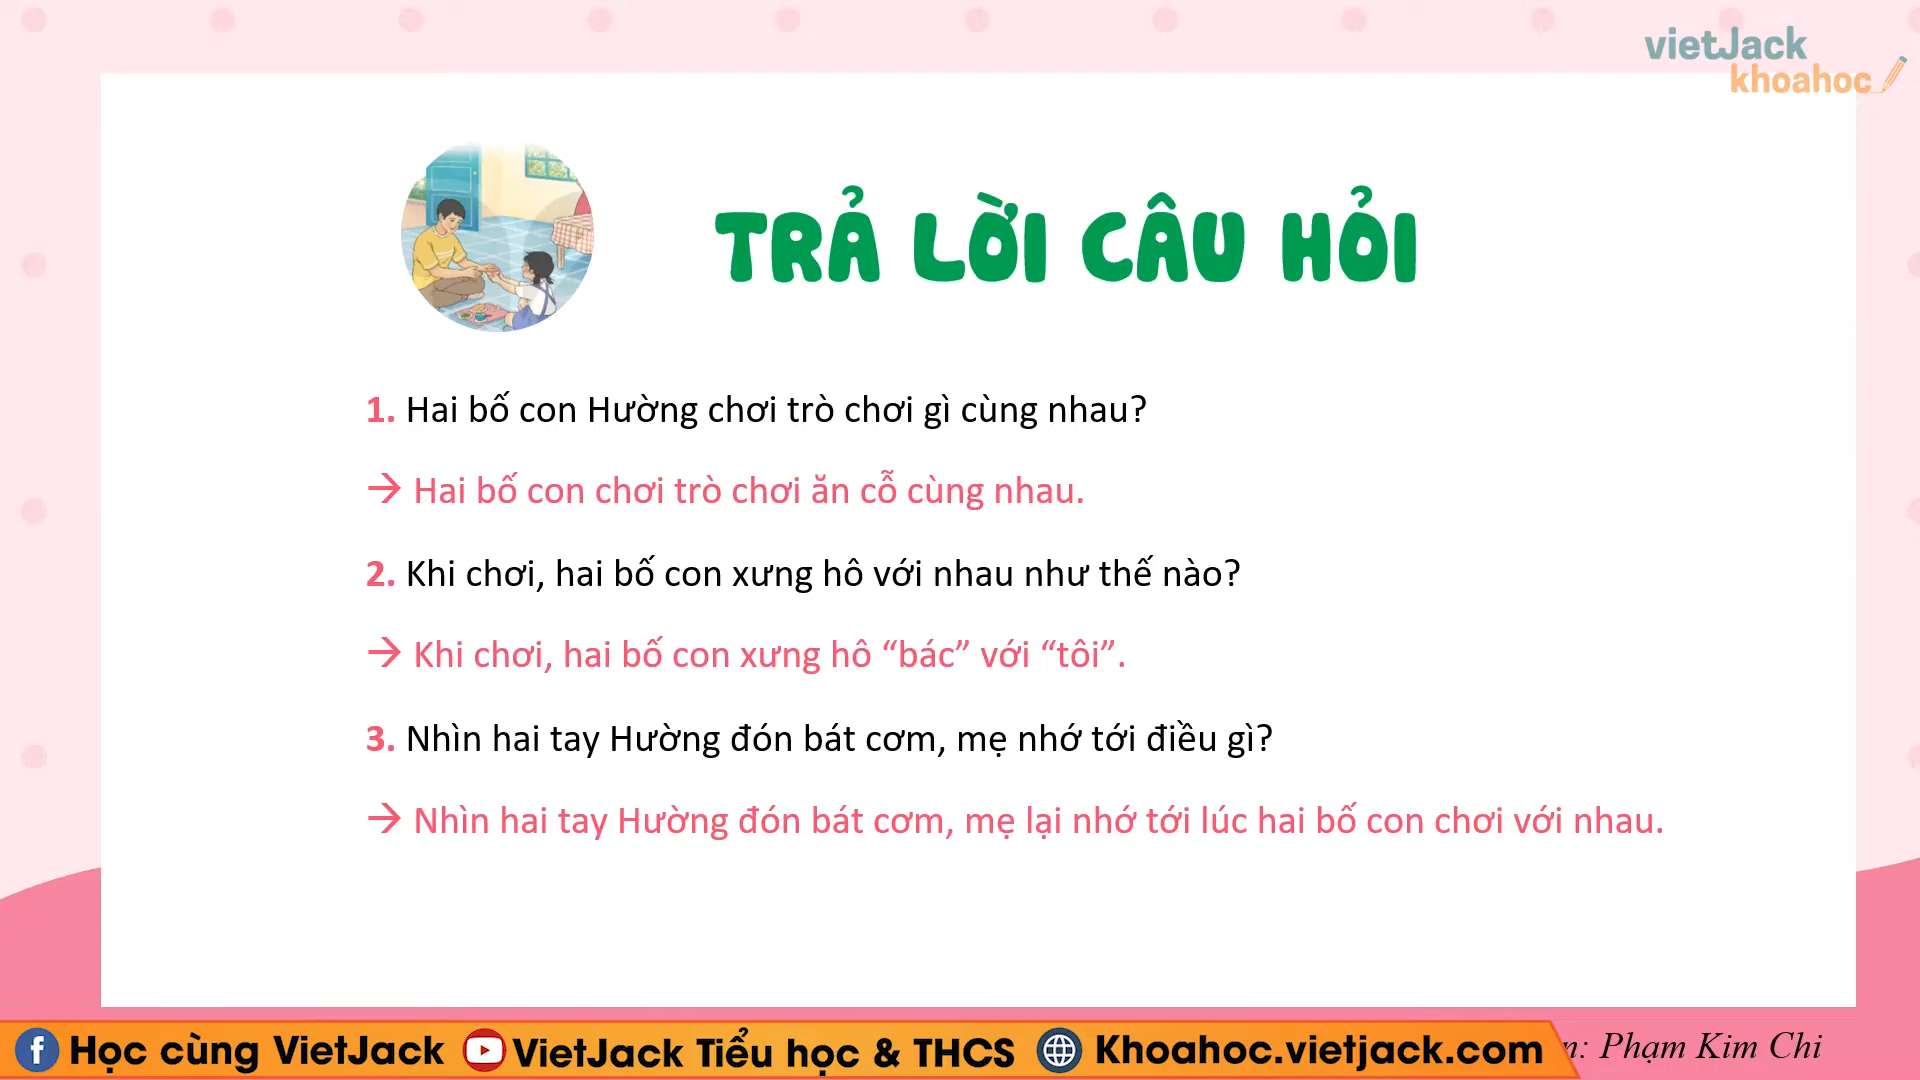 vietJack
khoahoc
TRẢ LỜI CÂU HỎI
1. Hai bố con Hường chơi trò chơi gì cùng nhau?
→ Hai bố con chơi trò chơi ăn cỗ cùng nhau.
2. Khi chơi, hai bố con xưng hô với nhau như thế nào?
→ Khi chơi, hai bố con xưng hô “bác” với “tôi”.
3. Nhìn hai tay Hường đón bát cơm, mẹ nhớ tới điều gì?
→ Nhìn hai tay Hường đón bát cơm, mẹ lại nhớ tới lúc hai bố con chơi với nhau.
Học cùng VietJack VietJack Tiểu học & THCS Khoahoc.vietjack.com : Phạm Kim Chi